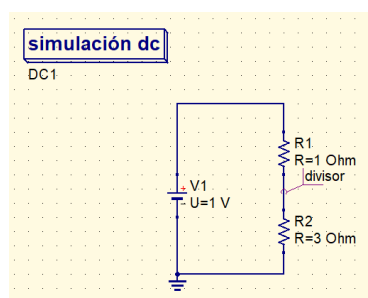 simulación dc
DC1
R1
R=1 Ohm
divisor
V1
U=1 V
R2
R=3 Ohm